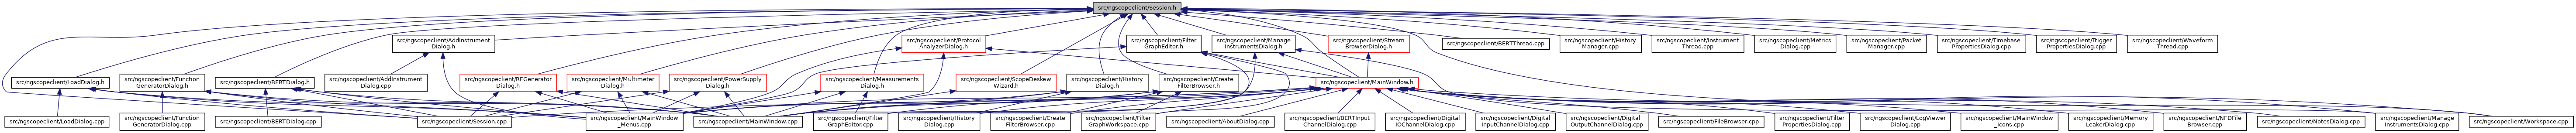 src/ngscopeclient/Session.h
src/ngscopeclient/AddInstrument
Dialog.h
src/ngscopeclient/Protocol
AnalyzerDialog.h
src/ngscopeclient/Filter
GraphEditor.h
src/ngscopeclient/Manage
InstrumentsDialog.h
src/ngscopeclient/Stream
BrowserDialog.h
src/ngscopeclient/BERTThread.cpp
src/ngscopeclient/History
Manager.cpp
src/ngscopeclient/Instrument
Thread.cpp
src/ngscopeclient/Metrics
Dialog.cpp
src/ngscopeclient/Packet
Manager.cpp
src/ngscopeclient/Timebase
PropertiesDialog.cpp
src/ngscopeclient/Trigger
PropertiesDialog.cpp
src/ngscopeclient/Waveform
Thread.cpp
src/ngscopeclient/LoadDialog.h
src/ngscopeclient/Function
GeneratorDialog.h
src/ngscopeclient/BERTDialog.h
src/ngscopeclient/AddInstrument
Dialog.cpp
src/ngscopeclient/RFGenerator
Dialog.h
src/ngscopeclient/Multimeter
Dialog.h
src/ngscopeclient/PowerSupply
Dialog.h
src/ngscopeclient/Measurements
Dialog.h
src/ngscopeclient/ScopeDeskew
Wizard.h
src/ngscopeclient/History
Dialog.h
src/ngscopeclient/Create
FilterBrowser.h
src/ngscopeclient/MainWindow.h
src/ngscopeclient/LoadDialog.cpp
src/ngscopeclient/Function
GeneratorDialog.cpp
src/ngscopeclient/BERTDialog.cpp
src/ngscopeclient/Session.cpp
src/ngscopeclient/MainWindow
_Menus.cpp
src/ngscopeclient/MainWindow.cpp
src/ngscopeclient/Filter
GraphEditor.cpp
src/ngscopeclient/History
Dialog.cpp
src/ngscopeclient/Create
FilterBrowser.cpp
src/ngscopeclient/Filter
GraphWorkspace.cpp
src/ngscopeclient/AboutDialog.cpp
src/ngscopeclient/BERTInput
ChannelDialog.cpp
src/ngscopeclient/Digital
IOChannelDialog.cpp
src/ngscopeclient/Digital
InputChannelDialog.cpp
src/ngscopeclient/Digital
OutputChannelDialog.cpp
src/ngscopeclient/FileBrowser.cpp
src/ngscopeclient/Filter
PropertiesDialog.cpp
src/ngscopeclient/LogViewer
Dialog.cpp
src/ngscopeclient/MainWindow
_Icons.cpp
src/ngscopeclient/Memory
LeakerDialog.cpp
src/ngscopeclient/NFDFile
Browser.cpp
src/ngscopeclient/NotesDialog.cpp
src/ngscopeclient/Manage
InstrumentsDialog.cpp
src/ngscopeclient/Workspace.cpp